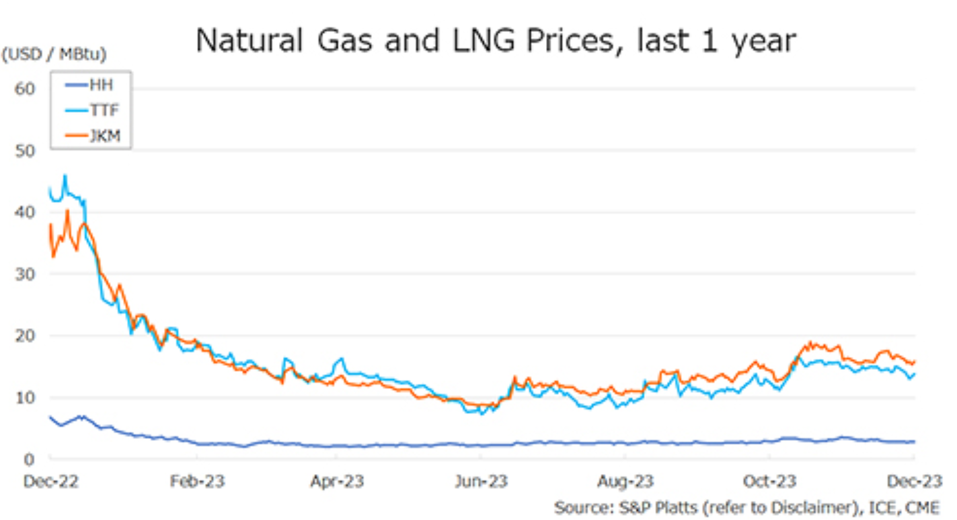 Natural Gas and LNG Prices, last 1 year
(USD / MBtu)
HH
TTF
JKM
60
50
40
30
20
10
0
Dec-22 Feb-23 Apr-23 Jun-23 Aug-23 Oct-23 Dec-23
Source: S&P Platts (refer to Disclaimer), ICE, CME